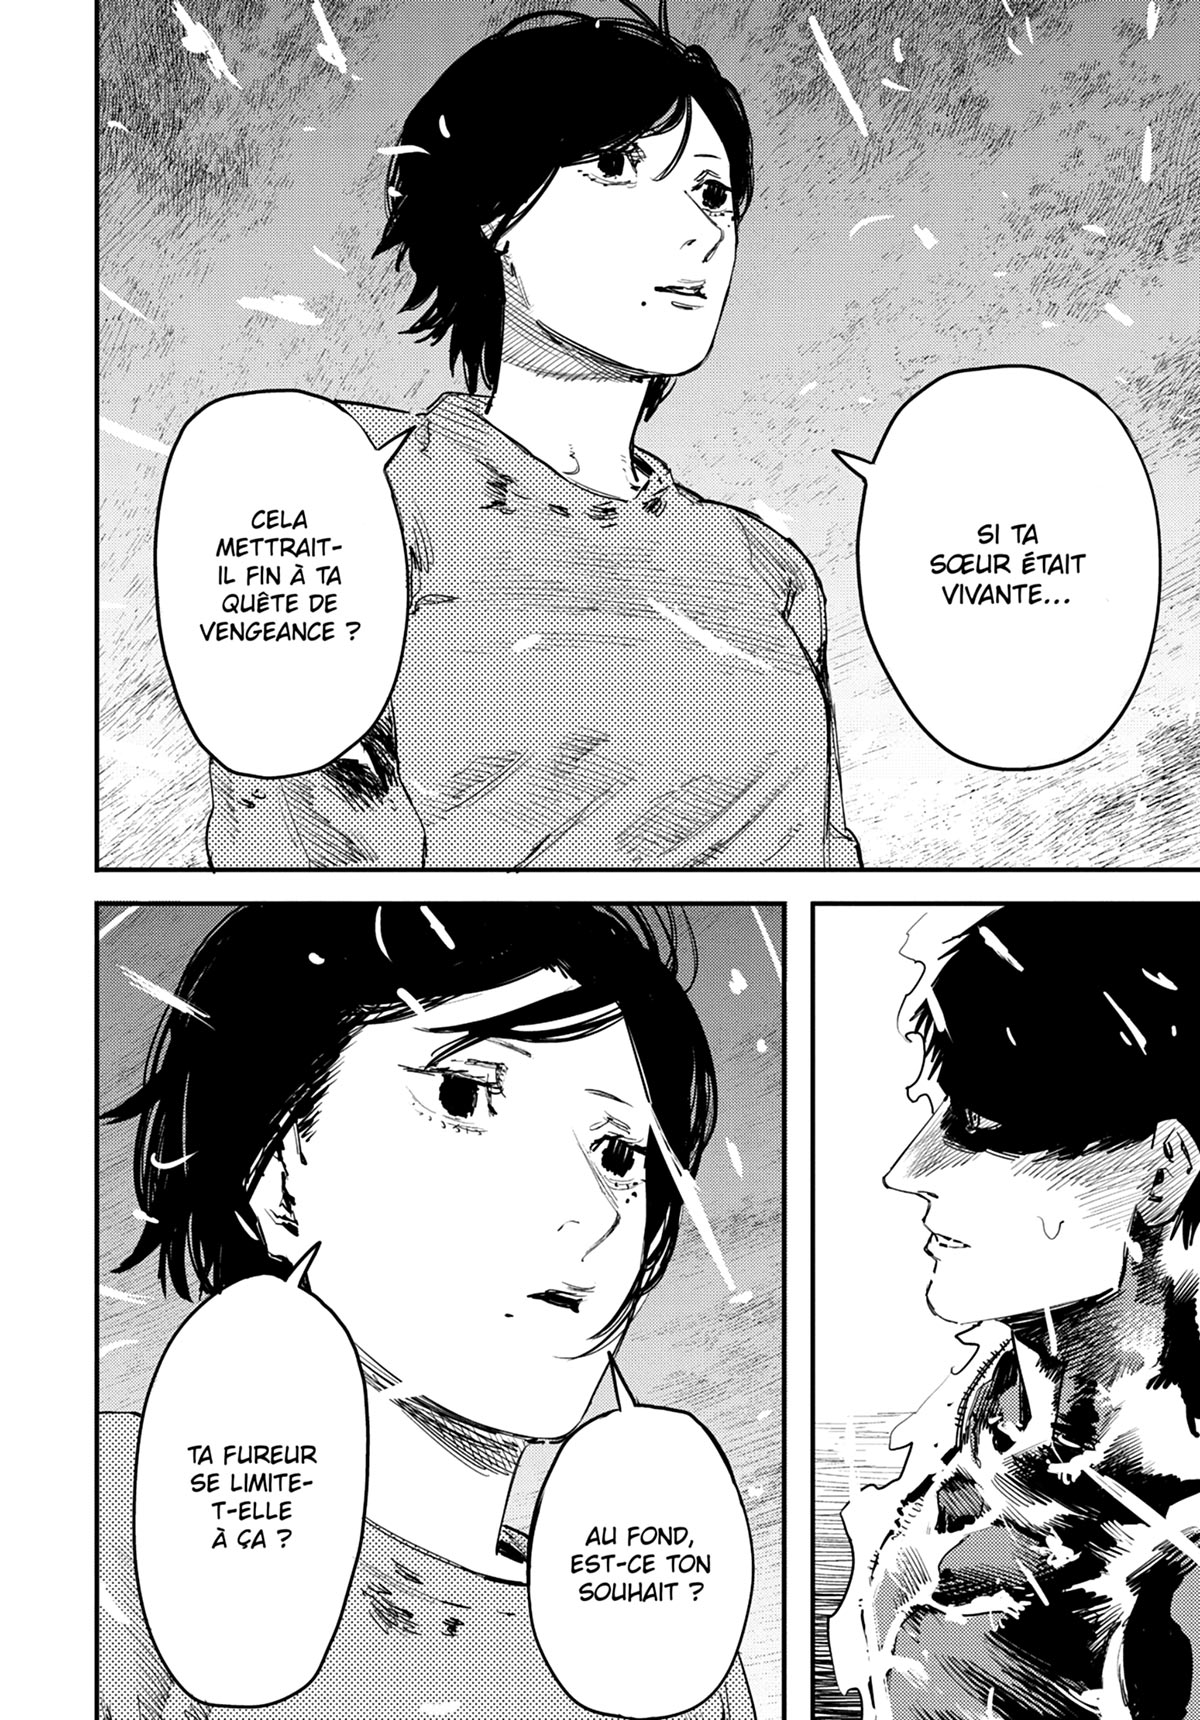 SI TA
SŒUR ÉTAIT
VIVANTE...
CELA
METTRAIT-
IL FIN À TA
QUÊTE DE
VENGEANCE ?
AU FOND,
EST-CE TON
SOUHAIT ?
TA FUREUR
SE LIMITE-
T-ELLE
À ÇA ?